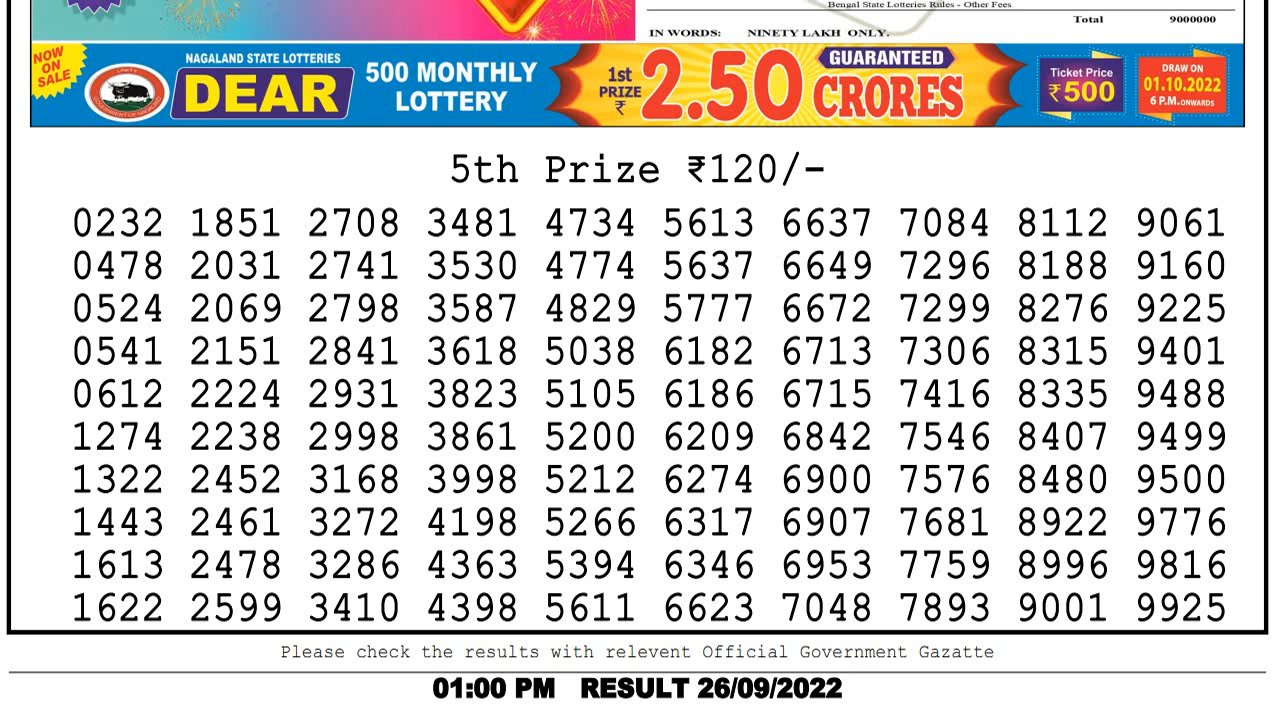 Bengal State Lotteries Rules - Other Fees
Total 9000000
IN WORDS: NINETY LAKH ONLY.
NOW
ON
SALE
NAGALAND STATE LOTTERIES
DEAR
500 MONTHLY
LOTTERY
1st
PRIZE
₹
2.50
GUARANTEED
CRORES
Ticket Price
₹500
DRAW ON
01.10.2022
6 P.M. ONWARDS
5th Prize ₹120/-
0232 1851 2708 3481 4734 5613 6637 7084 8112 9061
0478 2031 2741 3530 4774 5637 6649 7296 8188 9160
0524 2069 2798 3587 4829 5777 6672 7299 8276 9225
0541 2151 2841 3618 5038 6182 6713 7306 8315 9401
0612 2224 2931 3823 5105 6186 6715 7416 8335 9488
1274 2238 2998 3861 5200 6209 6842 7546 8407 9499
1322 2452 3168 3998 5212 6274 6900 7576 8480 9500
1443 2461 3272 4198 5266 6317 6907 7681 8922 9776
1613 2478 3286 4363 5394 6346 6953 7759 8996 9816
1622 2599 3410 4398 5611 6623 7048 7893 9001 9925
Please check the results with relevent Official Government Gazatte
01:00 PM RESULT 26/09/2022